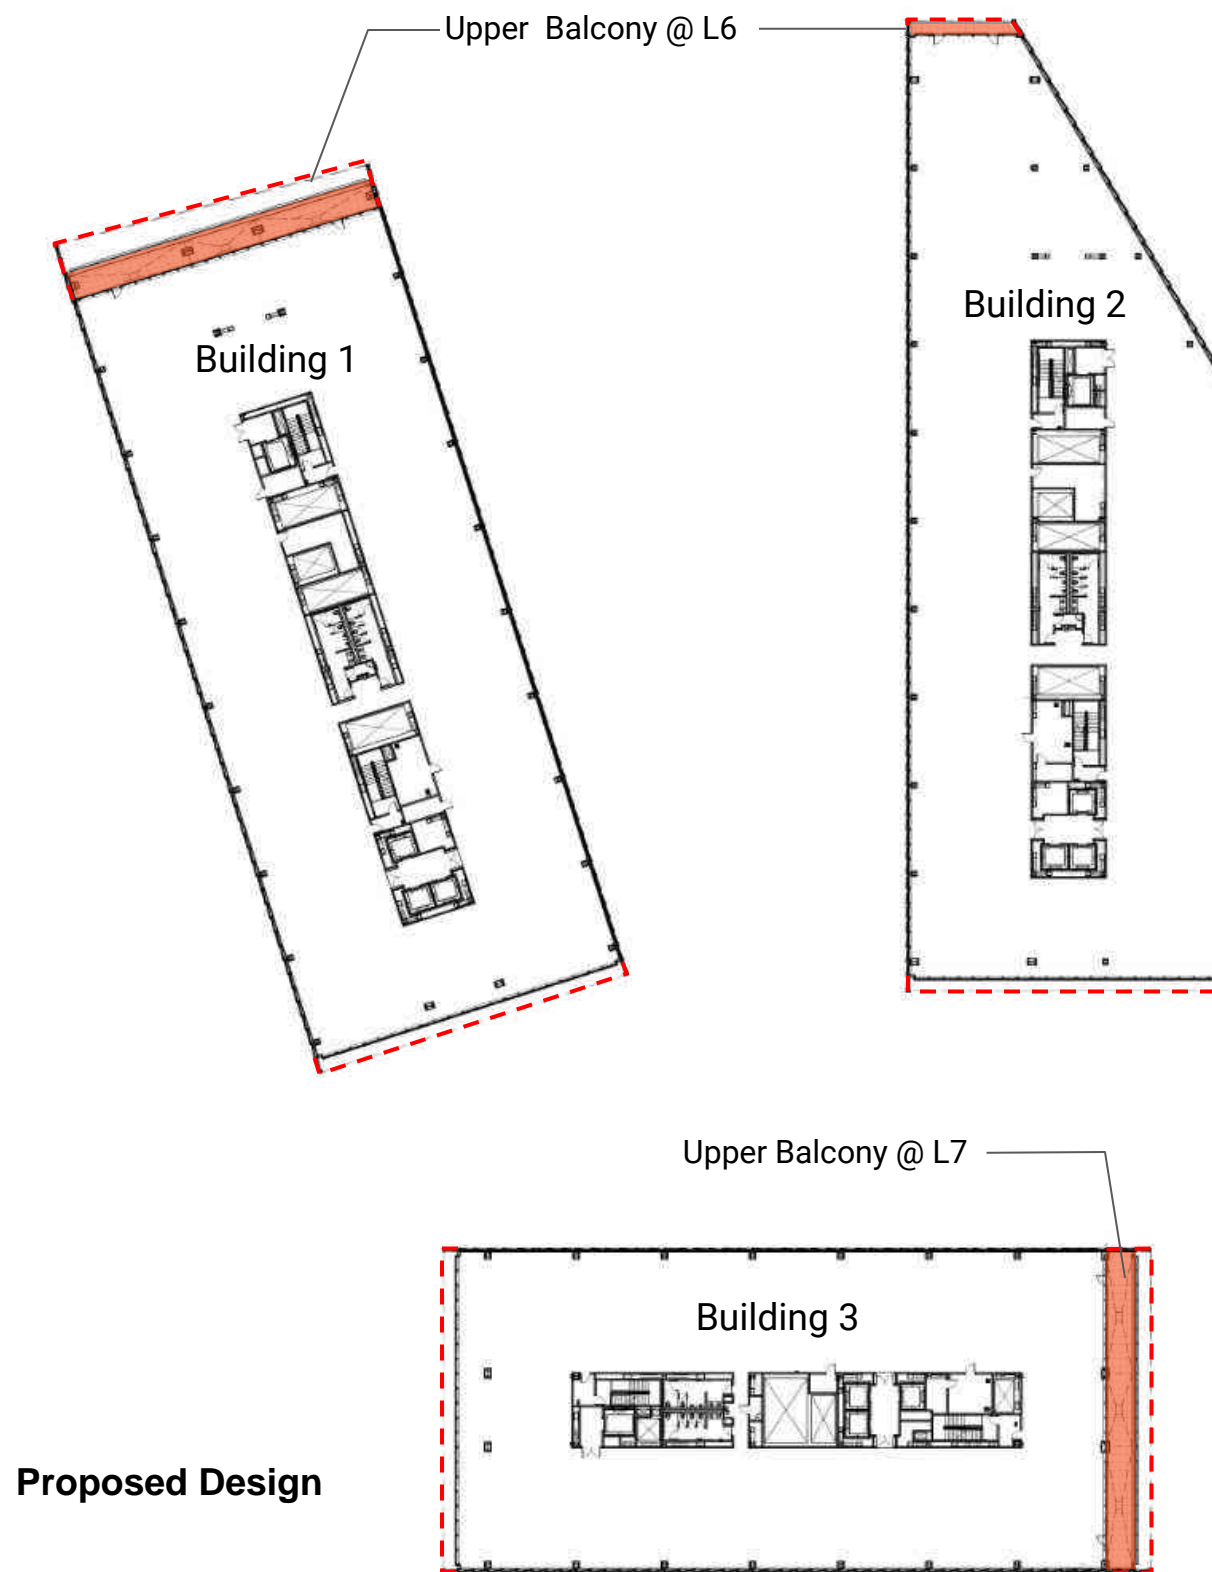 Upper Balcony @ L6
Building 2
Building 1
Upper Balcony @ L7
Building 3
Proposed Design